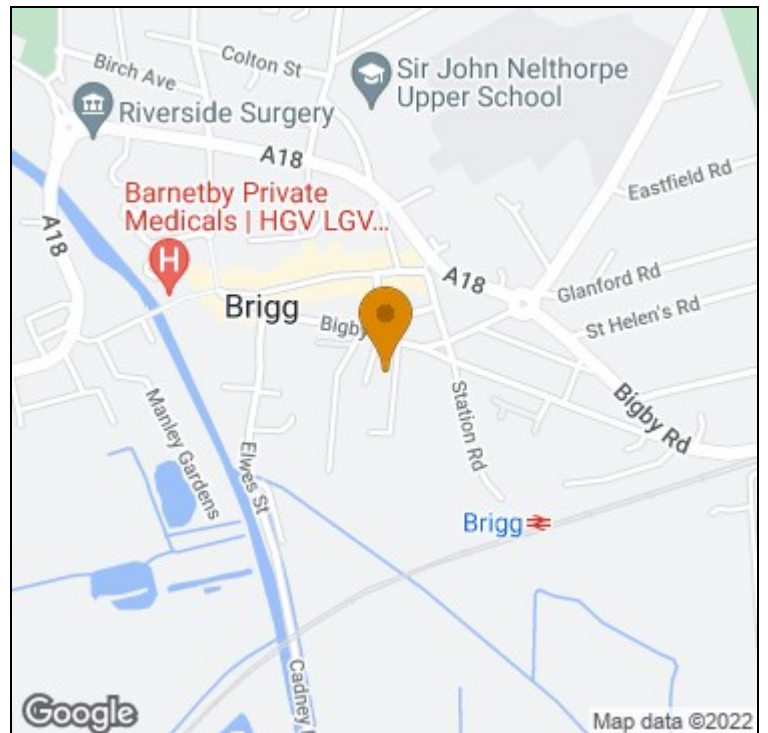 Birch Ave
Colton St
Sir John Nelthorpe
Upper School
Riverside Surgery
A18
Eastfield Rd
Barnetby Private
Medicals | HGV LGV...
A18
H
A18
Glanford Rd
Brigg
Bigby
St Helen's Rd
Manley Gardens
Elwes St
Station Rd
Bigby Rd
Brigg
Cadney
Google
Map data ©2022